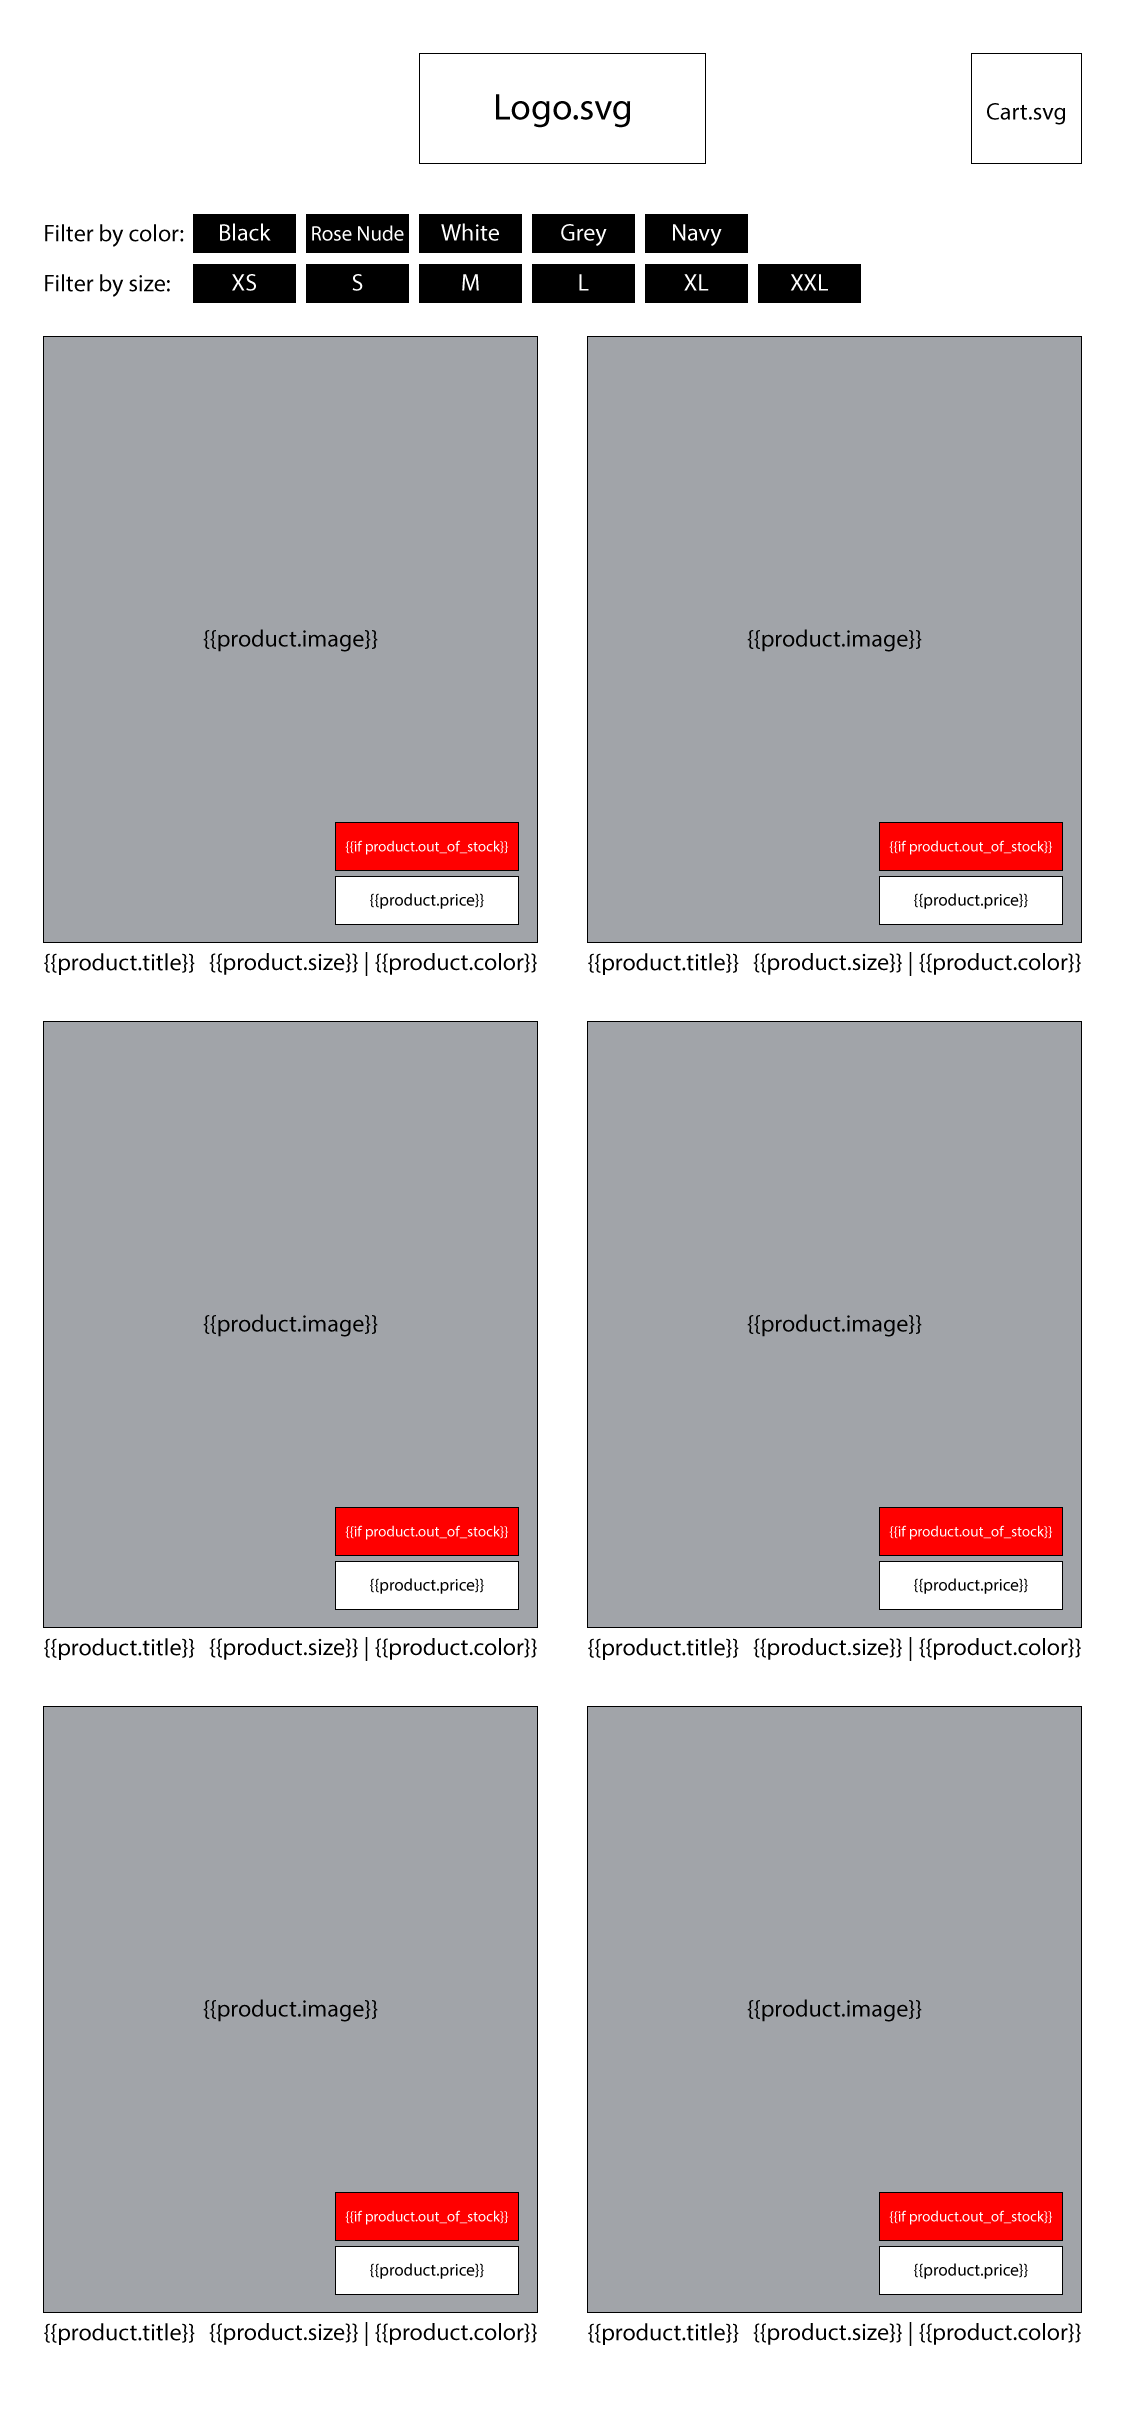 Logo.svg
Cart.svg
Filter by color: Black Rose Nude White Grey Navy
Filter by size: XS S M L XL XXL
{{product.image}} {{product.image}}
{{if product.out_of_stock}} {{if product.out_of_stock}}
{{product.price}} {{product.price}}
{{product.title}} {{product.size}} | {{product.color}} {{product.title}} {{product.size}} | {{product.color}}
{{product.image}} {{product.image}}
{{if product.out_of_stock}} {{if product.out_of_stock}}
{{product.price}} {{product.price}}
{{product.title}} {{product.size}} | {{product.color}} {{product.title}} {{product.size}} | {{product.color}}
{{product.image}} {{product.image}}
{{if product.out_of_stock}} {{if product.out_of_stock}}
{{product.price}} {{product.price}}
{{product.title}} {{product.size}} | {{product.color}} {{product.title}} {{product.size}} | {{product.color}}